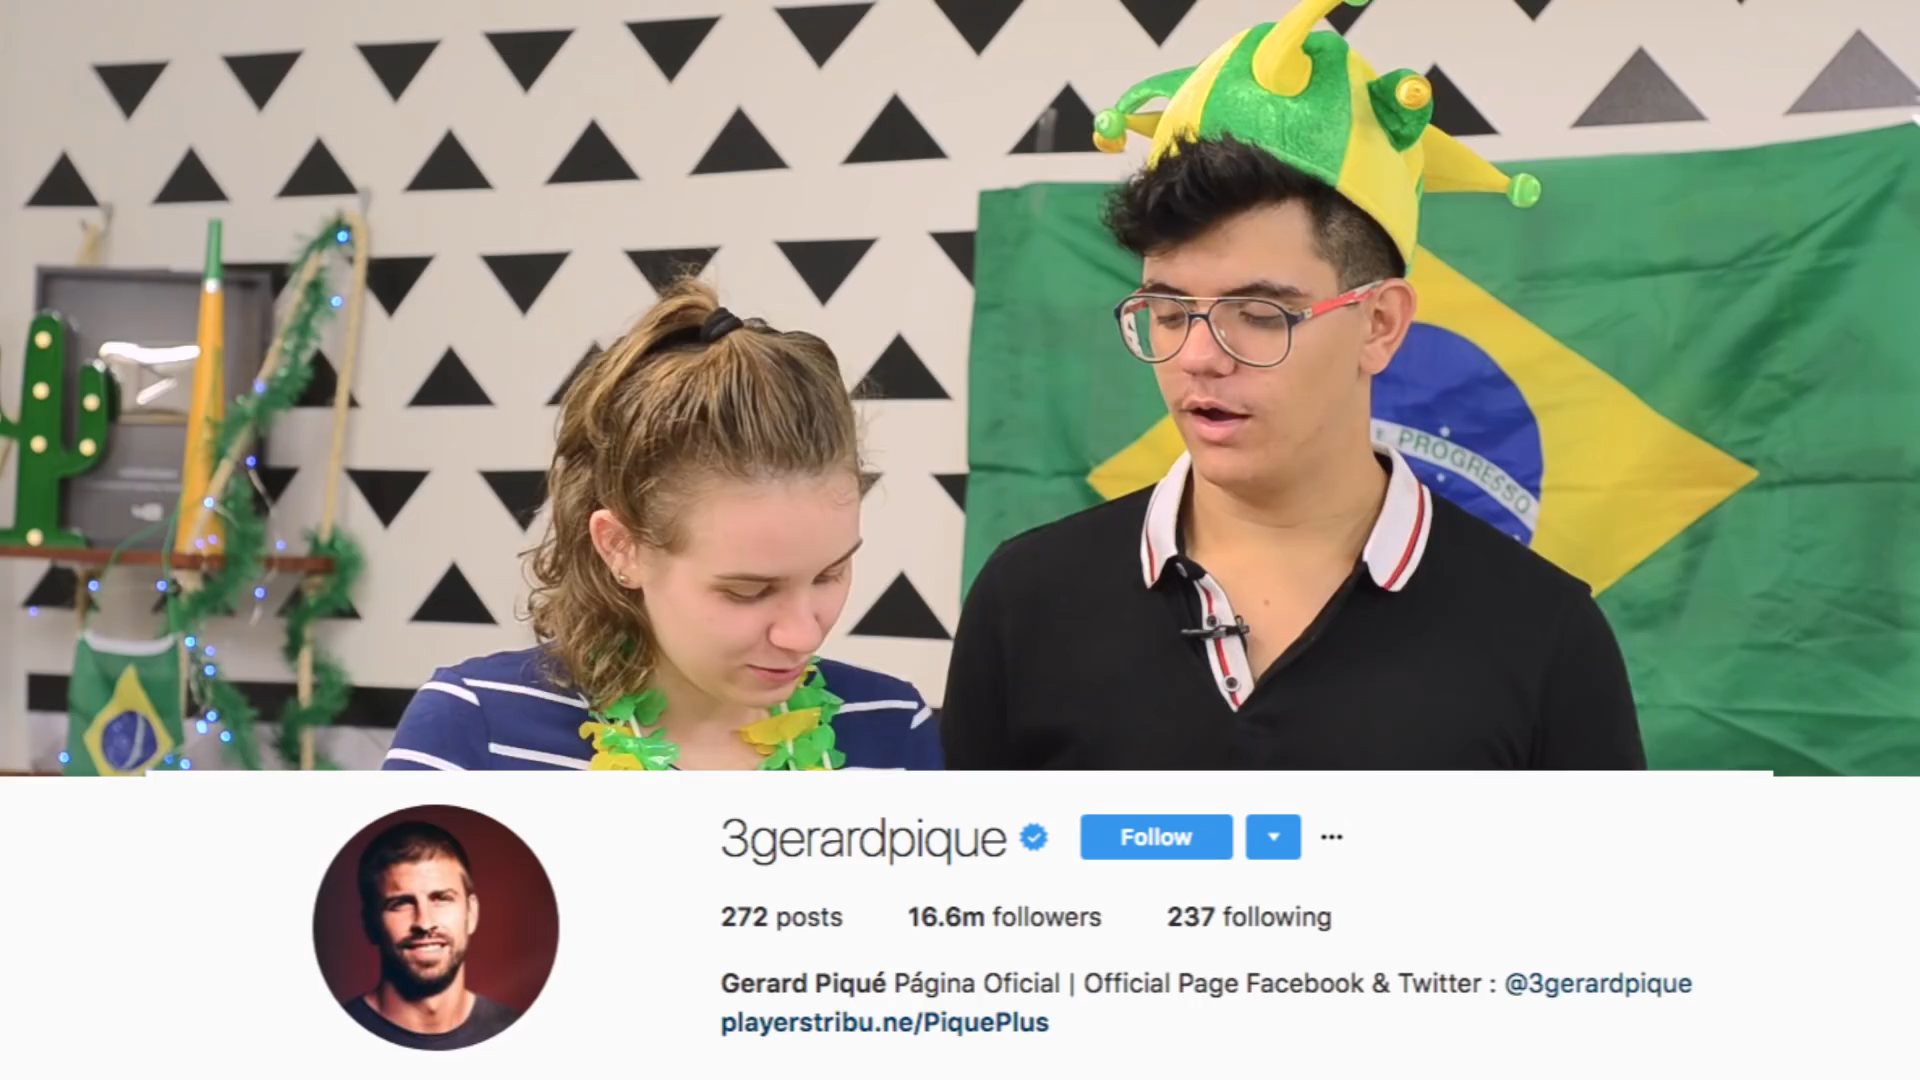 E PROGRESSO
3gerardpique
Follow
272 posts 16.6m followers 237 following
Gerard Piqué Página Oficial | Official Page Facebook & Twitter : @3gerardpique
playerstribu.ne/PiquePlus